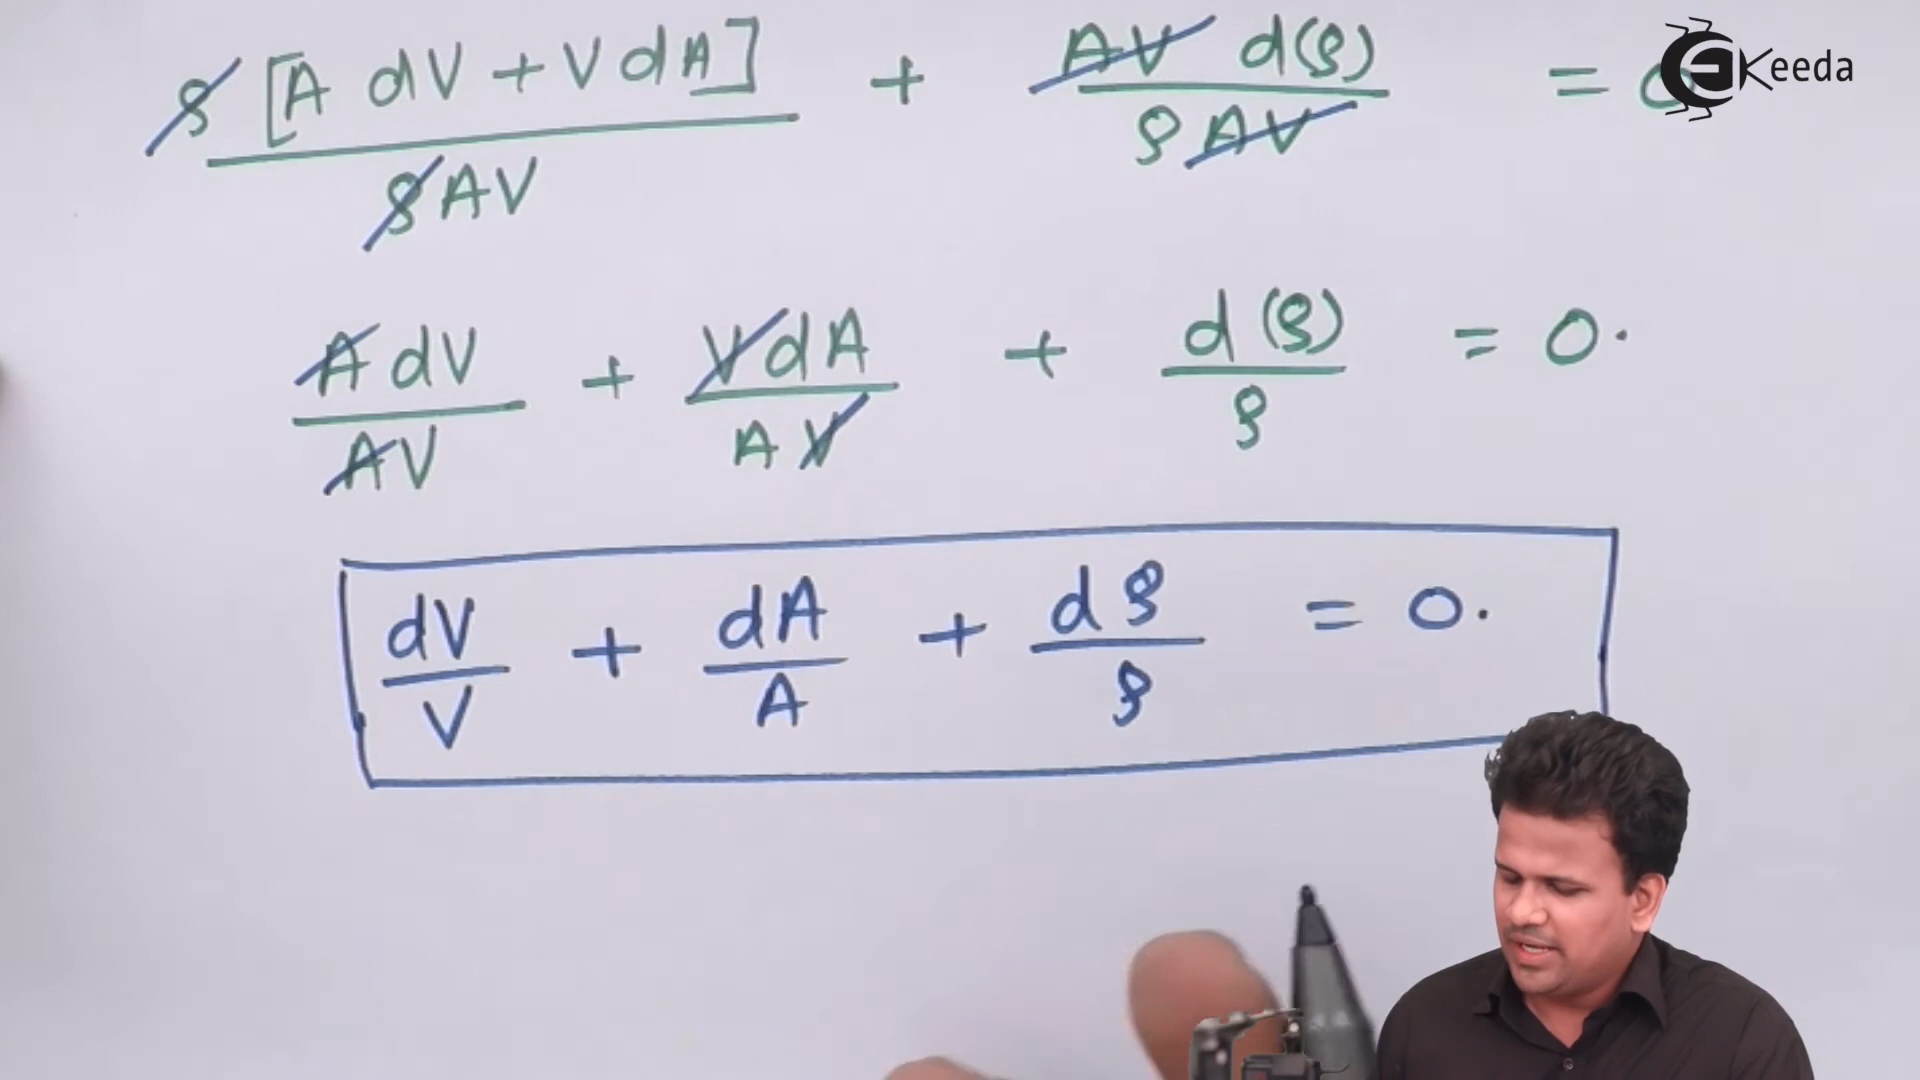 ρ [A dV + V dA] / ρAV + AV d(ρ) / ρAV = 0
Ekeeda
A dV / AV + V dA / AV + d(ρ) / ρ = 0.
dV / V + dA / A + dρ / ρ = 0.